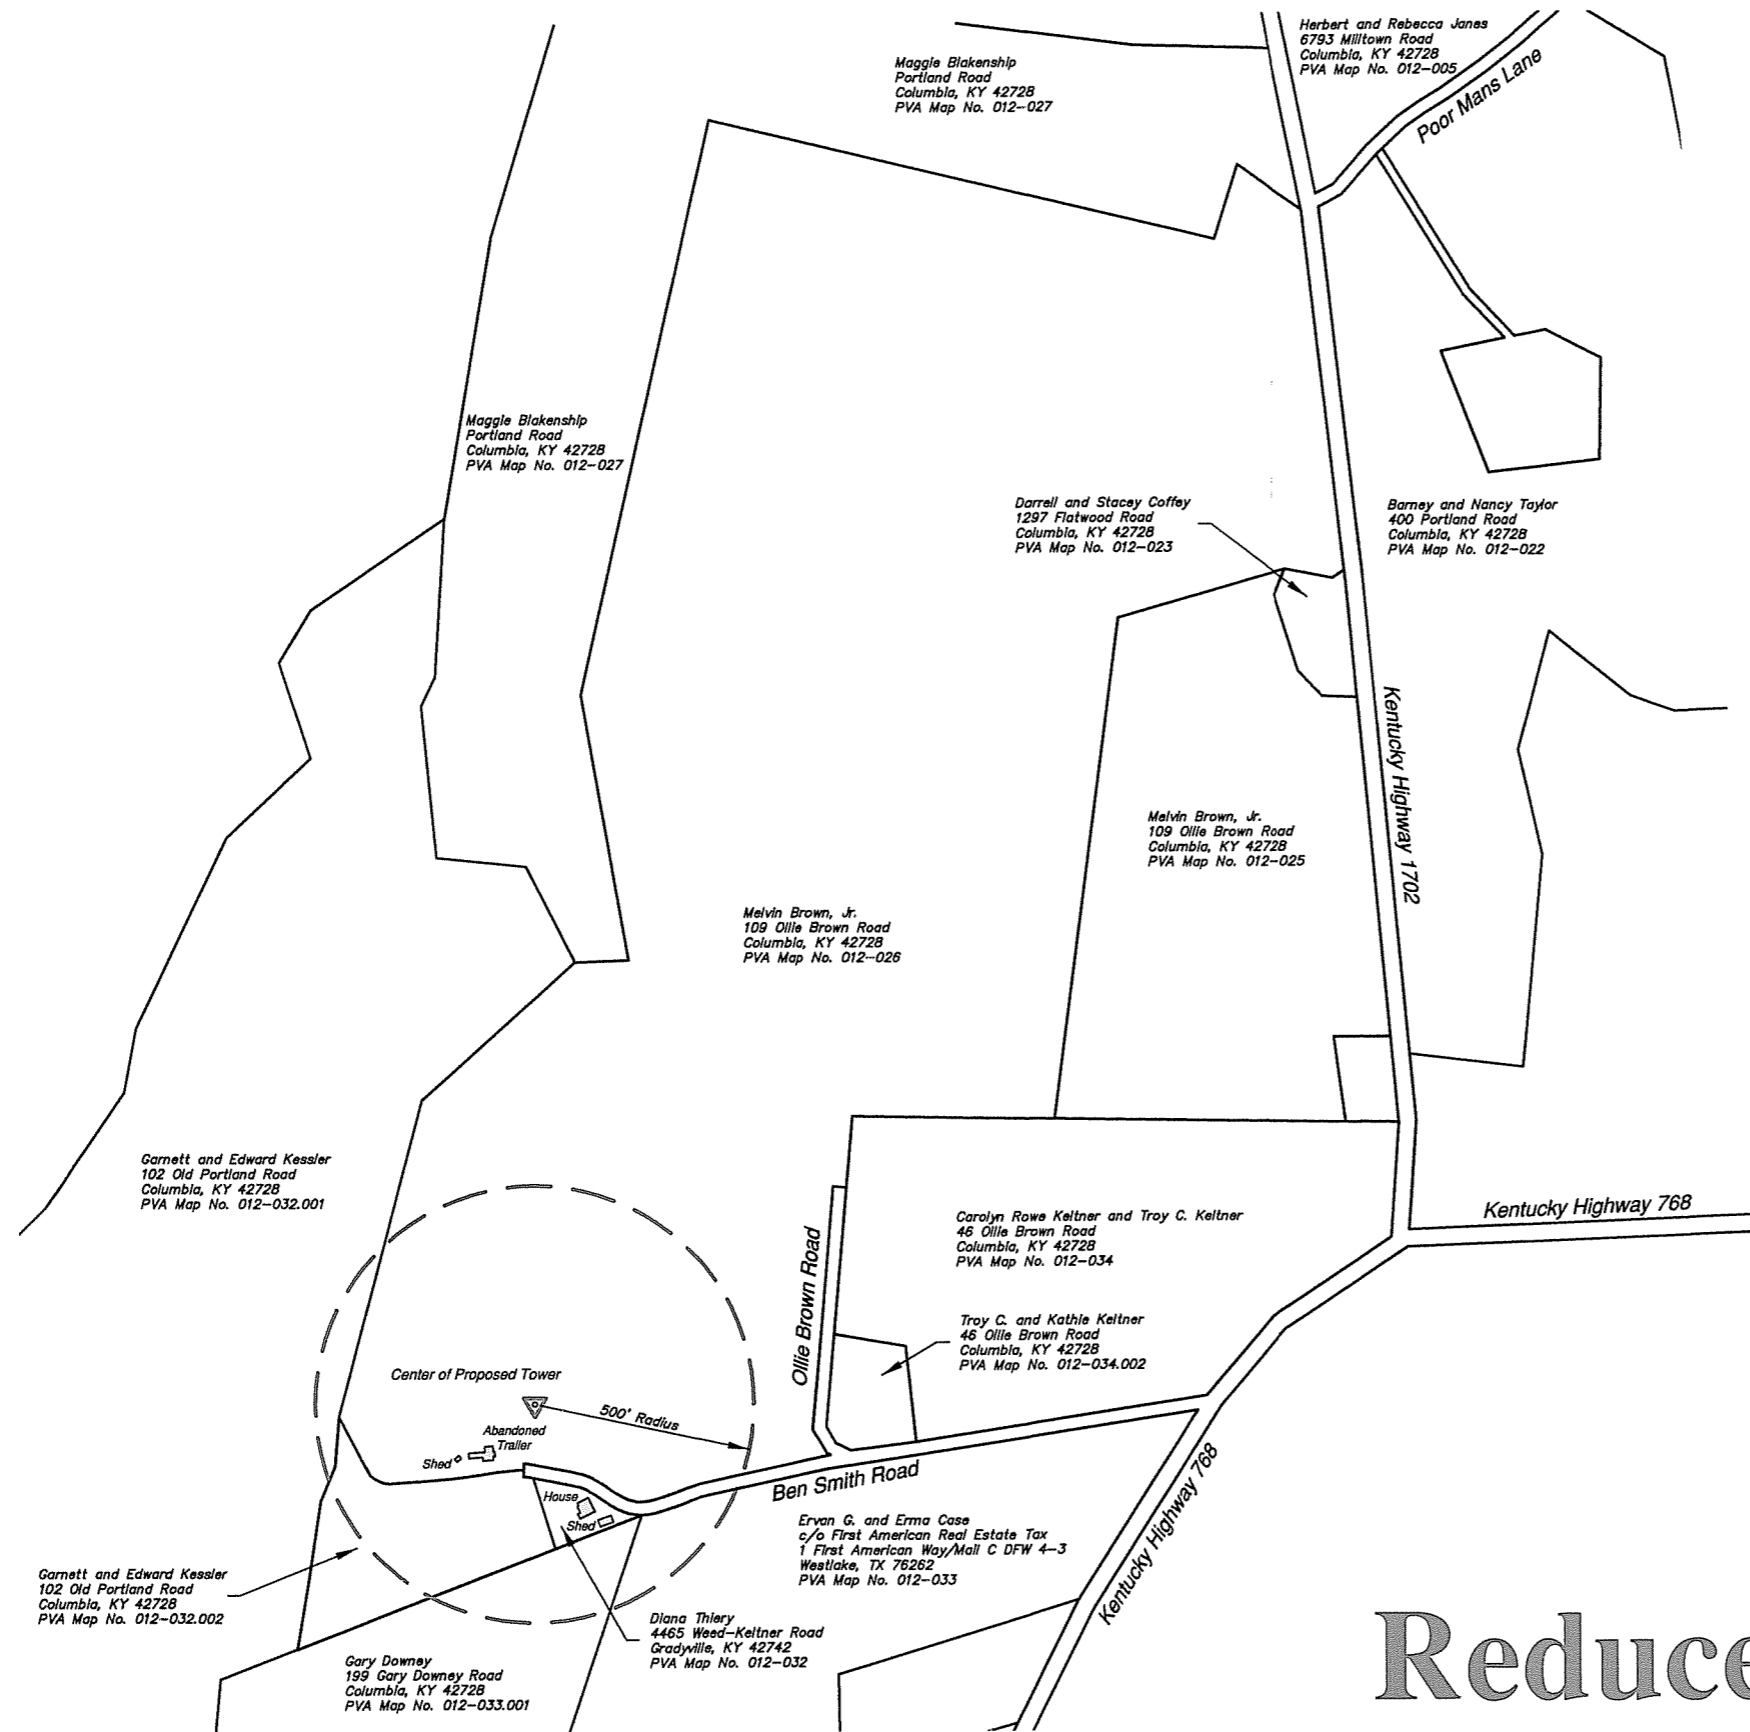 Herbert and Rebecca Janes
6793 Milltown Road
Columbia, KY 42728
PVA Map No. 012-005
Poor Mans Lane
Maggie Blakenship
Portland Road
Columbia, KY 42728
PVA Map No. 012-027
Maggie Blakenship
Portland Road
Columbia, KY 42728
PVA Map No. 012-027
Darrell and Stacey Coffey
1297 Flatwood Road
Columbia, KY 42728
PVA Map No. 012-023
Barney and Nancy Taylor
400 Portland Road
Columbia, KY 42728
PVA Map No. 012-022
Kentucky Highway 1702
Melvin Brown, Jr.
109 Ollie Brown Road
Columbia, KY 42728
PVA Map No. 012-025
Melvin Brown, Jr.
109 Ollie Brown Road
Columbia, KY 42728
PVA Map No. 012-026
Garnett and Edward Kessler
102 Old Portland Road
Columbia, KY 42728
PVA Map No. 012-032.001
Kentucky Highway 768
Carolyn Rowe Keltner and Troy C. Keltner
46 Ollie Brown Road
Columbia, KY 42728
PVA Map No. 012-034
Ollie Brown Road
Troy C. and Kathie Keltner
46 Ollie Brown Road
Columbia, KY 42728
PVA Map No. 012-034.002
Center of Proposed Tower
500' Radius
Abandoned
Trailer
Shed
House
Shed
Ben Smith Road
Kentucky Highway 768
Ervan G. and Erma Case
c/o First American Real Estate Tax
1 First American Way/Mail C DFW 4-3
Westlake, TX 76262
PVA Map No. 012-033
Garnett and Edward Kessler
102 Old Portland Road
Columbia, KY 42728
PVA Map No. 012-032.002
Diana Thiery
4465 Weed-Keltner Road
Gradyville, KY 42742
PVA Map No. 012-032
Gary Downey
199 Gary Downey Road
Columbia, KY 42728
PVA Map No. 012-033.001
Reduce